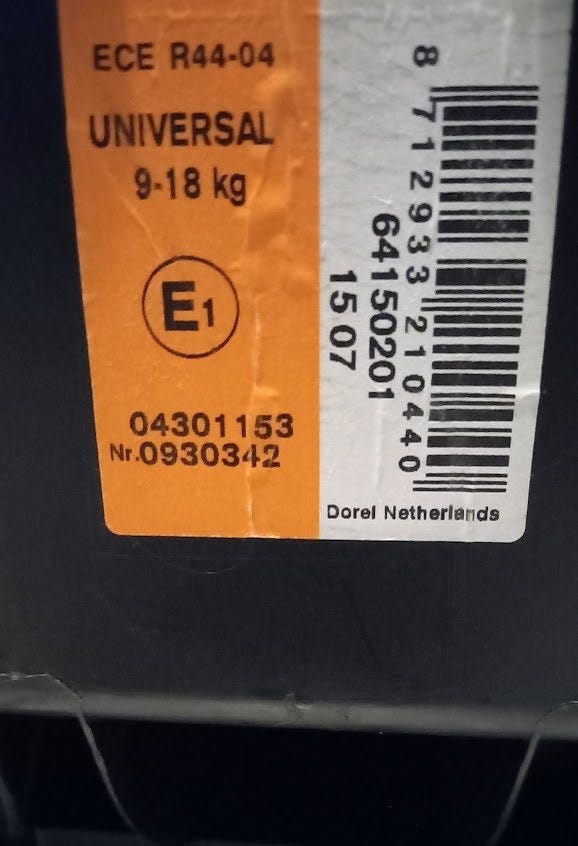 ECE R44-04
UNIVERSAL
9-18 kg
E1
04301153
Nr.0930342
8 712933 210440
64150201
15 07
Dorel Netherlands